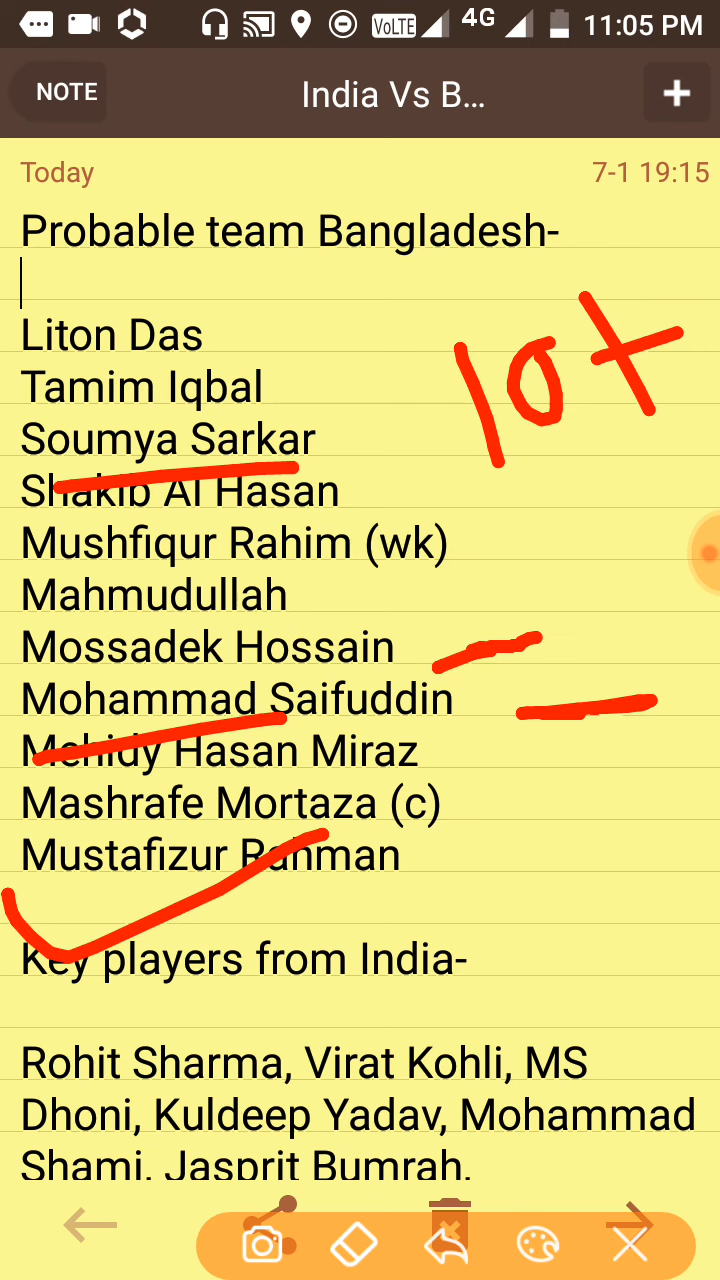 VoLTE 4G 11:05 PM
NOTE India Vs B...
Today 7-1 19:15
Probable team Bangladesh-
Liton Das
Tamim Iqbal
Soumya Sarkar
Shakib Al Hasan
Mushfiqur Rahim (wk)
Mahmudullah
Mossadek Hossain
Mohammad Saifuddin
Mehidy Hasan Miraz
Mashrafe Mortaza (c)
Mustafizur Rahman
Key players from India-
Rohit Sharma, Virat Kohli, MS
Dhoni, Kuldeep Yadav, Mohammad
Shami, Jasprit Bumrah.